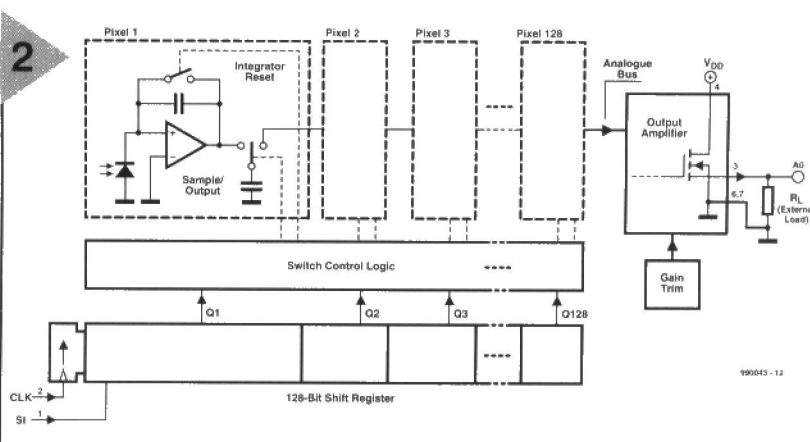 2
Pixel 1
Pixel 2
Pixel 3
Pixel 128
Integrator
Reset
Sample/
Output
+
−
Analogue
Bus
VDD
4
Output
Amplifier
3
A0
6,7
RL
(External
Load)
Gain
Trim
Switch Control Logic
Q1
Q2
Q3
Q128
CLK
2
SI
1
128-Bit Shift Register
990043 - 12